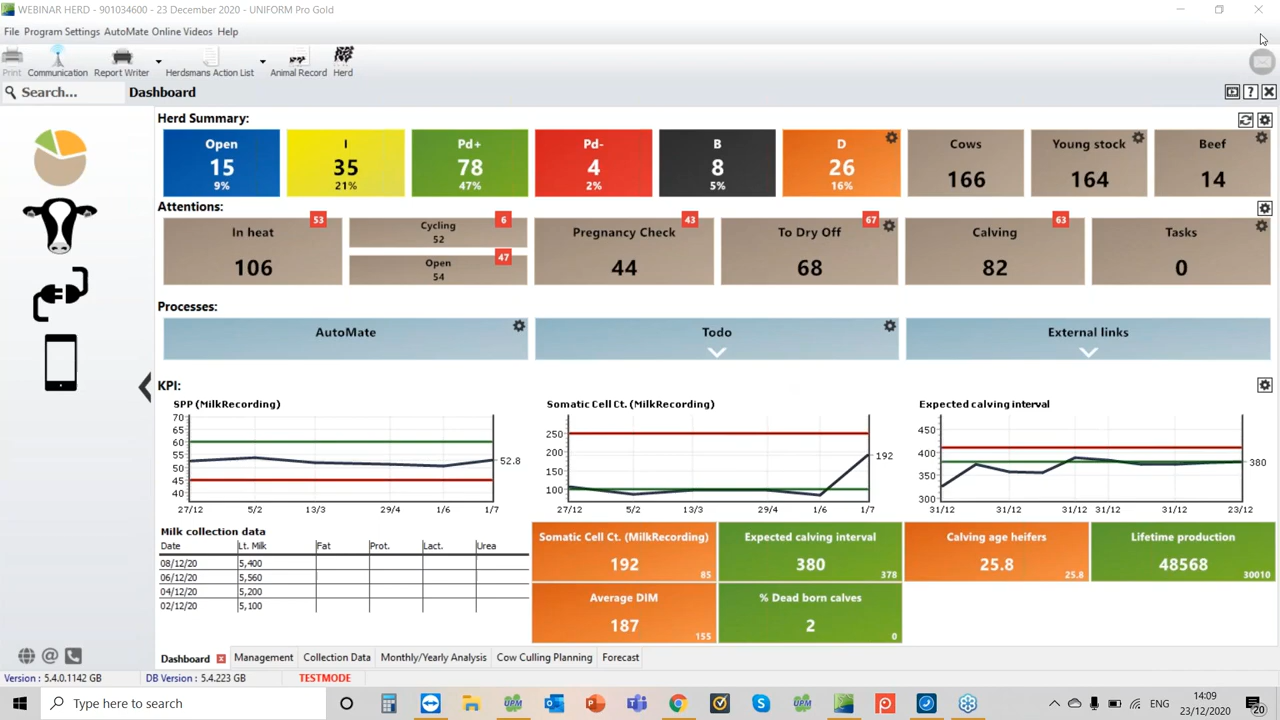 WEBINAR HERD - 901034600 - 23 December 2020 - UNIFORM Pro Gold
File Program Settings AutoMate Online Videos Help
Print Communication Report Writer Herdsmans Action List Animal Record Herd
Search... Dashboard
Herd Summary:
Open I Pd+ Pd- B D Cows Young stock Beef
15 35 78 4 8 26 166 164 14
9% 21% 47% 2% 5% 16%
Attentions:
53 6 43 67 63
In heat Cycling Pregnancy Check To Dry Off Calving Tasks
52
47
106 Open 44 68 82 0
54
Processes:
AutoMate Todo External links
KPI:
SPP (MilkRecording)
70
65
60
55
50
45
40
52.8
27/12 5/2 13/3 29/4 1/6 1/7
Somatic Cell Ct. (MilkRecording)
250
200
150
100
192
27/12 5/2 13/3 29/4 1/6 1/7
Expected calving interval
450
400
350
300
380
31/12 31/12 31/12 31/12 31/12 31/12 23/12
Milk collection data
Date Lt. Milk Fat Prot. Lact. Urea
08/12/20 5,400
06/12/20 5,560
04/12/20 5,200
02/12/20 5,100
Somatic Cell Ct. (MilkRecording)
192
85
Expected calving interval
380
378
Calving age heifers
25.8
25.8
Lifetime production
48568
30010
Average DIM
187
155
% Dead born calves
2
0
Dashboard Management Collection Data Monthly/Yearly Analysis Cow Culling Planning Forecast
Version : 5.4.0.1142 GB DB Version : 5.4.223 GB TESTMODE
Type here to search
ENG
14:09
23/12/2020
20